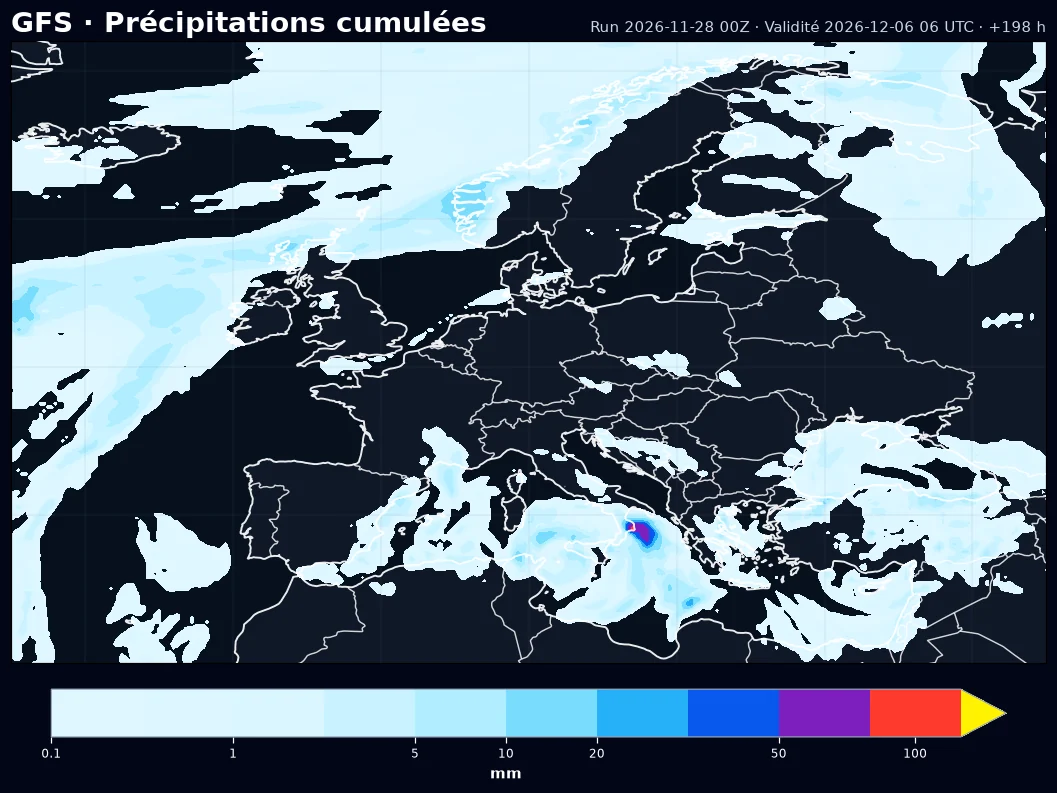 GFS · Précipitations cumulées
Run 2026-11-28 00Z · Validité 2026-12-06 06 UTC · +198 h
0.1 1 5 10 20 50 100
mm